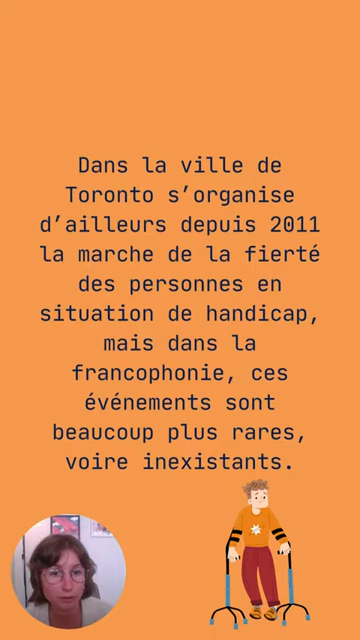 Dans la ville de
Toronto s’organise
d’ailleurs depuis 2011
la marche de la fierté
des personnes en
situation de handicap,
mais dans la
francophonie, ces
événements sont
beaucoup plus rares,
voire inexistants.